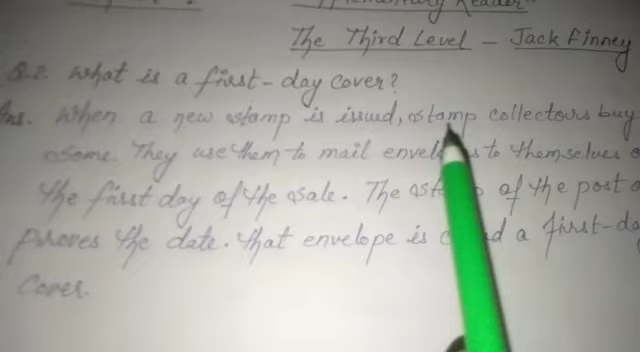 Reader"
The Third Level - Jack Finney
Q.2. What is a first-day cover?
Ans. When a new stamp is issued, stamp collectors buy
some. They use them to mail to themselves
the first day of the sale. The of the post
proves the date. That envelope is a first-
cover.